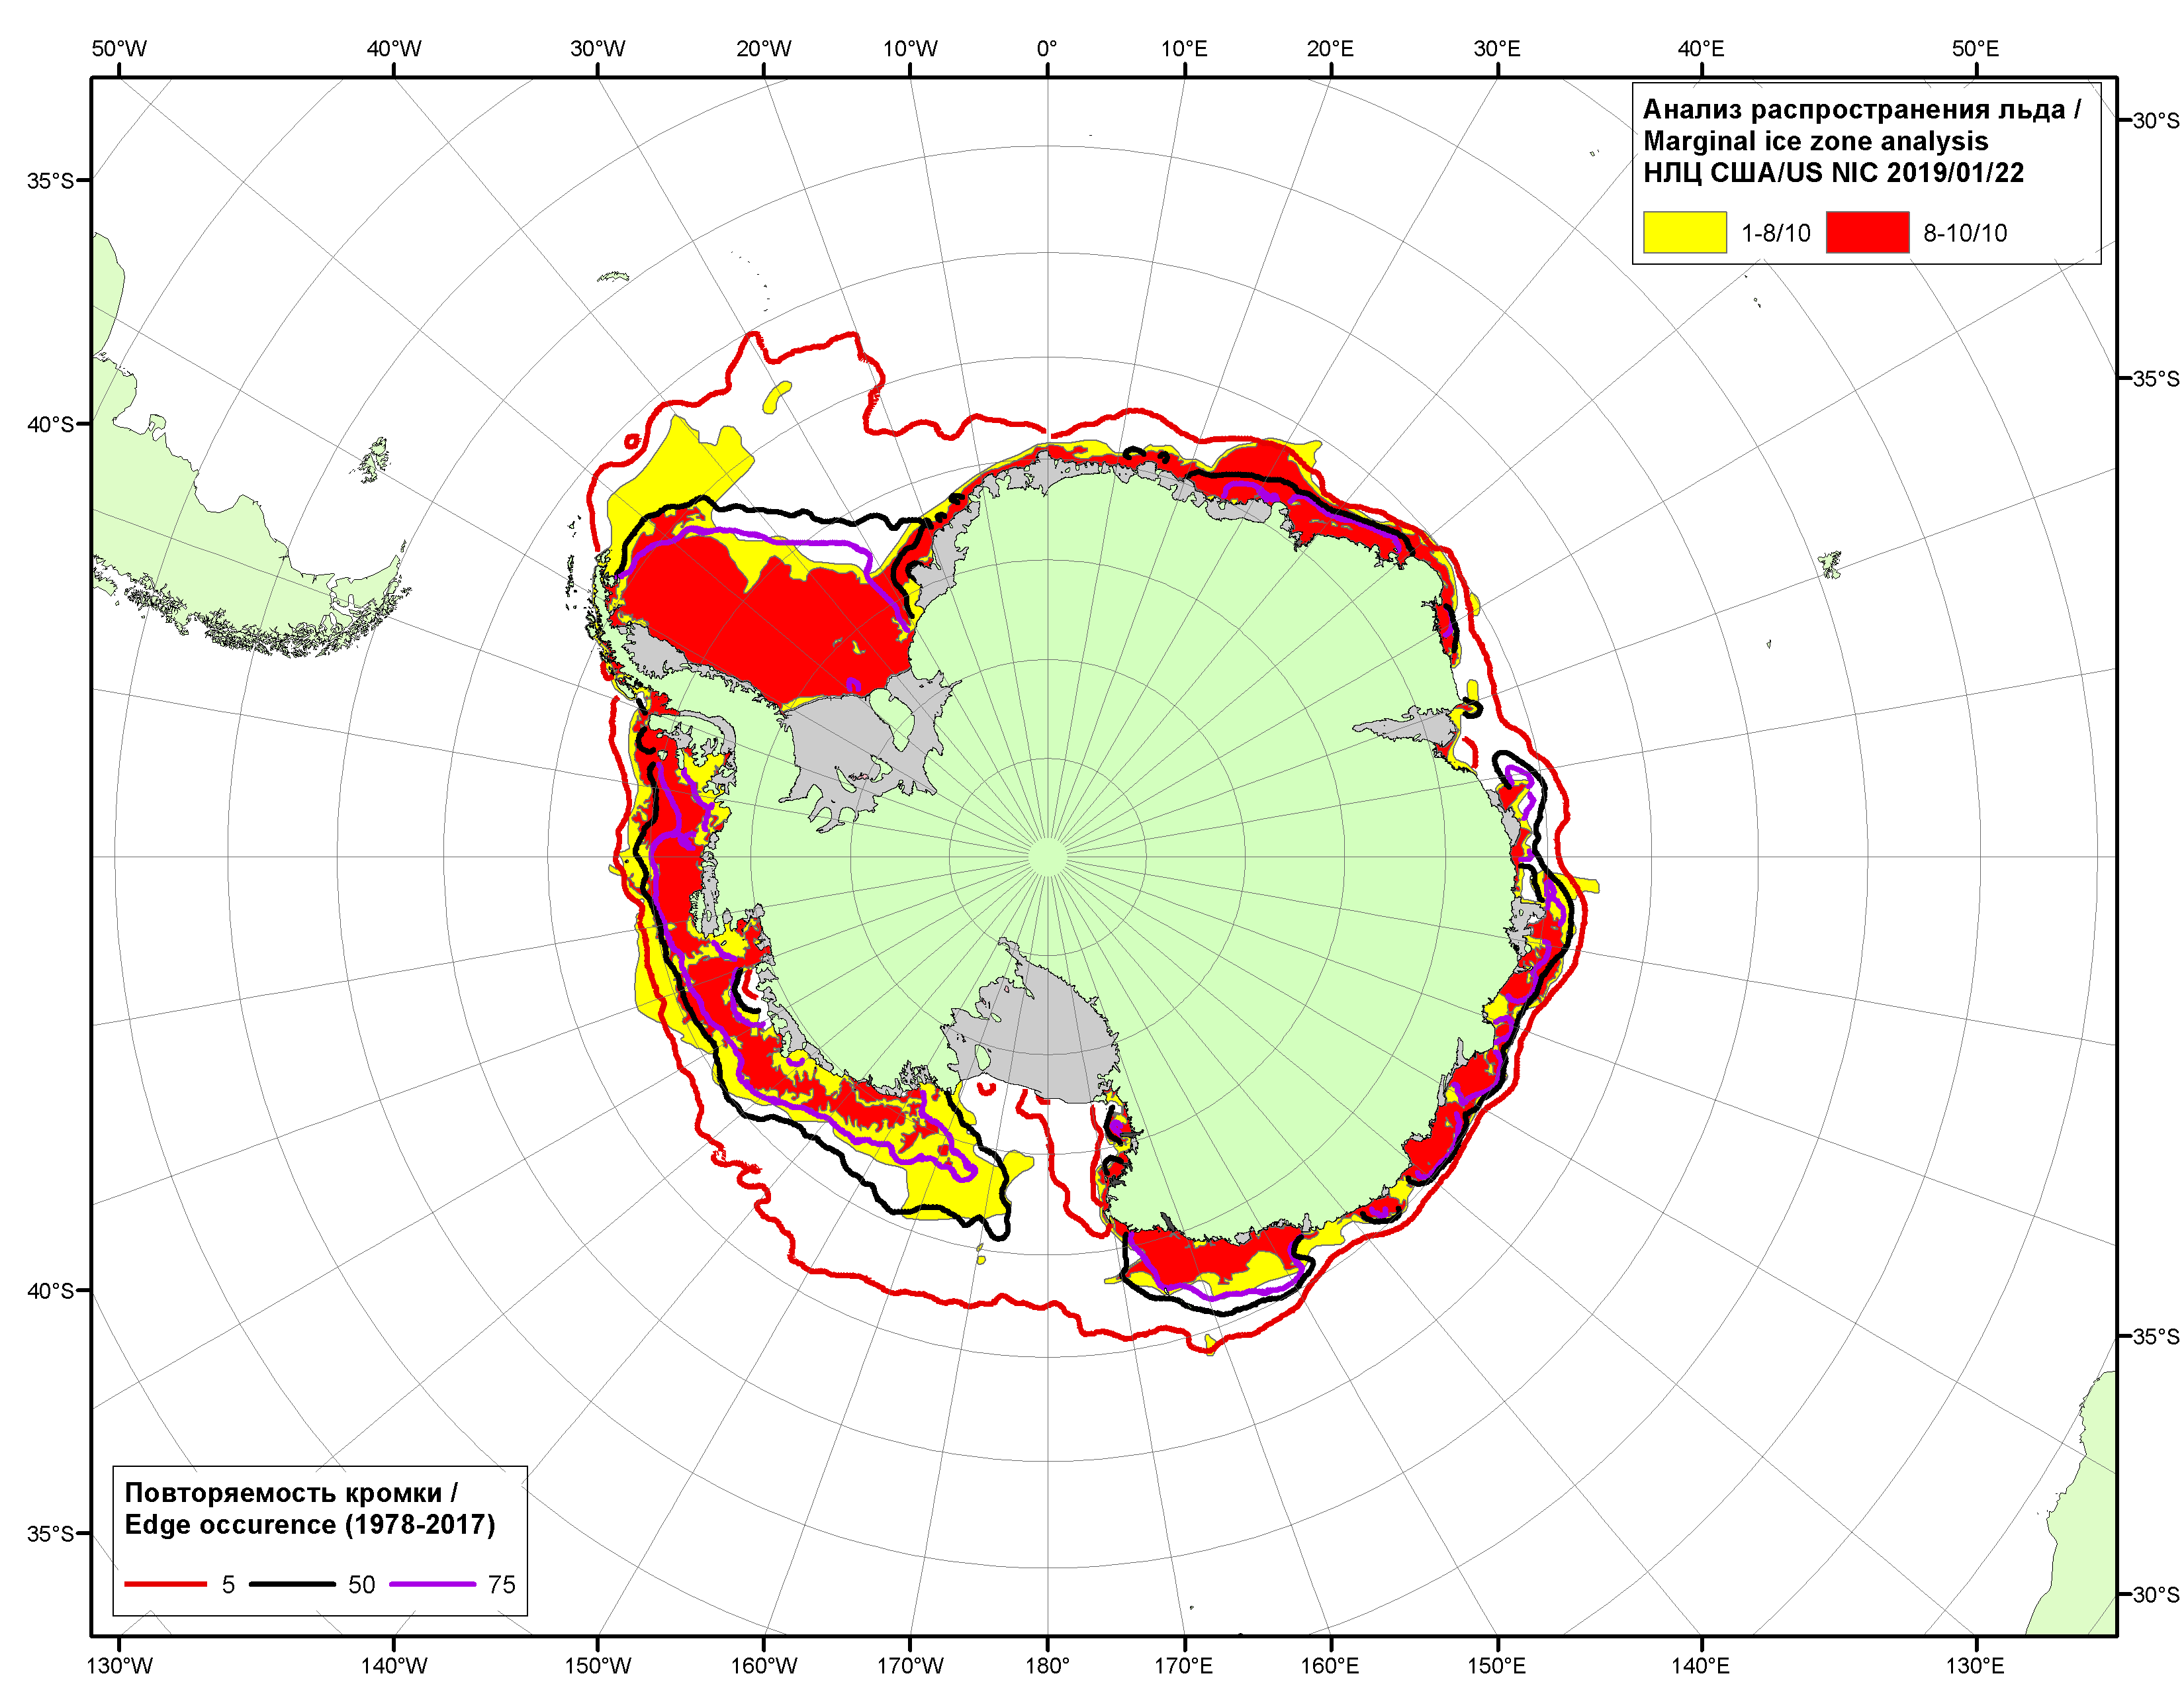 50°W 40°W 30°W 20°W 10°W 0° 10°E 20°E 30°E 40°E 50°E
Анализ распространения льда /
Marginal ice zone analysis
НЛЦ США/US NIC 2019/01/22
1-8/10 8-10/10
30°S
35°S
35°S
40°S
40°S
35°S
35°S
30°S
Повторяемость кромки /
Edge occurence (1978-2017)
5 50 75
130°W 140°W 150°W 160°W 170°W 180° 170°E 160°E 150°E 140°E 130°E